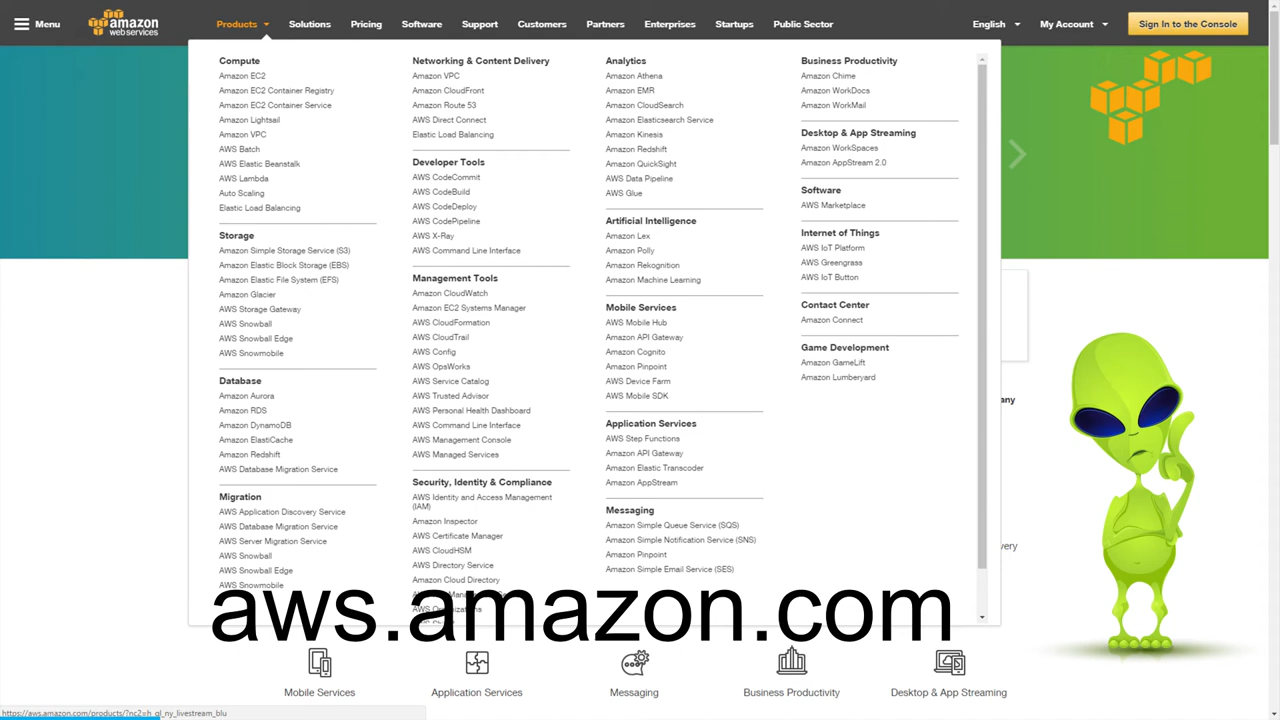 Menu
amazon
webservices
Products
Solutions
Pricing
Software
Support
Customers
Partners
Enterprises
Startups
Public Sector
English
My Account
Sign In to the Console
Compute
Amazon EC2
Amazon EC2 Container Registry
Amazon EC2 Container Service
Amazon Lightsail
Amazon VPC
AWS Batch
AWS Elastic Beanstalk
AWS Lambda
Auto Scaling
Elastic Load Balancing
Storage
Amazon Simple Storage Service (S3)
Amazon Elastic Block Storage (EBS)
Amazon Elastic File System (EFS)
Amazon Glacier
AWS Storage Gateway
AWS Snowball
AWS Snowball Edge
AWS Snowmobile
Database
Amazon Aurora
Amazon RDS
Amazon DynamoDB
Amazon ElastiCache
Amazon Redshift
AWS Database Migration Service
Migration
AWS Application Discovery Service
AWS Database Migration Service
AWS Server Migration Service
AWS Snowball
AWS Snowball Edge
AWS Snowmobile
Networking & Content Delivery
Amazon VPC
Amazon CloudFront
Amazon Route 53
AWS Direct Connect
Elastic Load Balancing
Developer Tools
AWS CodeCommit
AWS CodeBuild
AWS CodeDeploy
AWS CodePipeline
AWS X-Ray
AWS Command Line Interface
Management Tools
Amazon CloudWatch
Amazon EC2 Systems Manager
AWS CloudFormation
AWS CloudTrail
AWS Config
AWS OpsWorks
AWS Service Catalog
AWS Trusted Advisor
AWS Personal Health Dashboard
AWS Command Line Interface
AWS Management Console
AWS Managed Services
Security, Identity & Compliance
AWS Identity and Access Management
(IAM)
Amazon Inspector
AWS Certificate Manager
AWS CloudHSM
AWS Directory Service
Amazon Cloud Directory
Analytics
Amazon Athena
Amazon EMR
Amazon CloudSearch
Amazon Elasticsearch Service
Amazon Kinesis
Amazon Redshift
Amazon QuickSight
AWS Data Pipeline
AWS Glue
Artificial Intelligence
Amazon Lex
Amazon Polly
Amazon Rekognition
Amazon Machine Learning
Mobile Services
AWS Mobile Hub
Amazon API Gateway
Amazon Cognito
Amazon Pinpoint
AWS Device Farm
AWS Mobile SDK
Application Services
AWS Step Functions
Amazon API Gateway
Amazon Elastic Transcoder
Amazon AppStream
Messaging
Amazon Simple Queue Service (SQS)
Amazon Simple Notification Service (SNS)
Amazon Pinpoint
Amazon Simple Email Service (SES)
Business Productivity
Amazon Chime
Amazon WorkDocs
Amazon WorkMail
Desktop & App Streaming
Amazon WorkSpaces
Amazon AppStream 2.0
Software
AWS Marketplace
Internet of Things
AWS IoT Platform
AWS Greengrass
AWS IoT Button
Contact Center
Amazon Connect
Game Development
Amazon GameLift
Amazon Lumberyard
aws.amazon.com
Mobile Services
Application Services
Messaging
Business Productivity
Desktop & App Streaming
https://aws.amazon.com/products/?nc2=h_ql_ny_livestream_blu